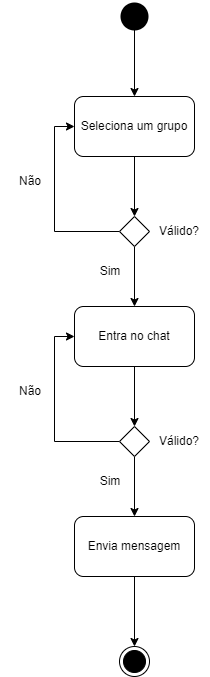 Seleciona um grupo
Não
Válido?
Sim
Entra no chat
Não
Válido?
Sim
Envia mensagem